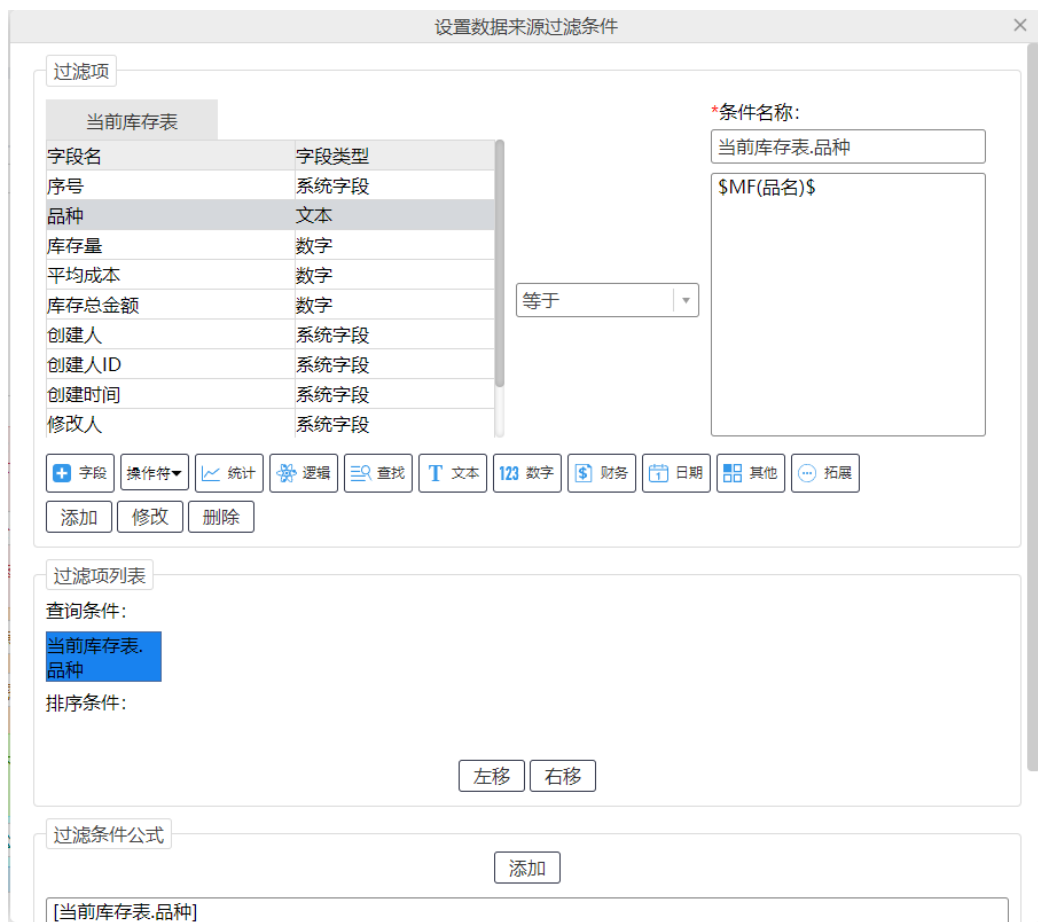 设置数据来源过滤条件
过滤项
当前库存表
*条件名称：
字段名 字段类型
当前库存表.品种
序号 系统字段
$MF(品名)$
品种 文本
库存量 数字
平均成本 数字
库存总金额 数字
等于
创建人 系统字段
创建人ID 系统字段
创建时间 系统字段
修改人 系统字段
字段 操作符 统计 逻辑 查找 T 文本 123 数字 $ 财务 1 日期 其他 拓展
添加 修改 删除
过滤项列表
查询条件：
当前库存表.
品种
排序条件：
左移 右移
过滤条件公式
添加
[当前库存表.品种]